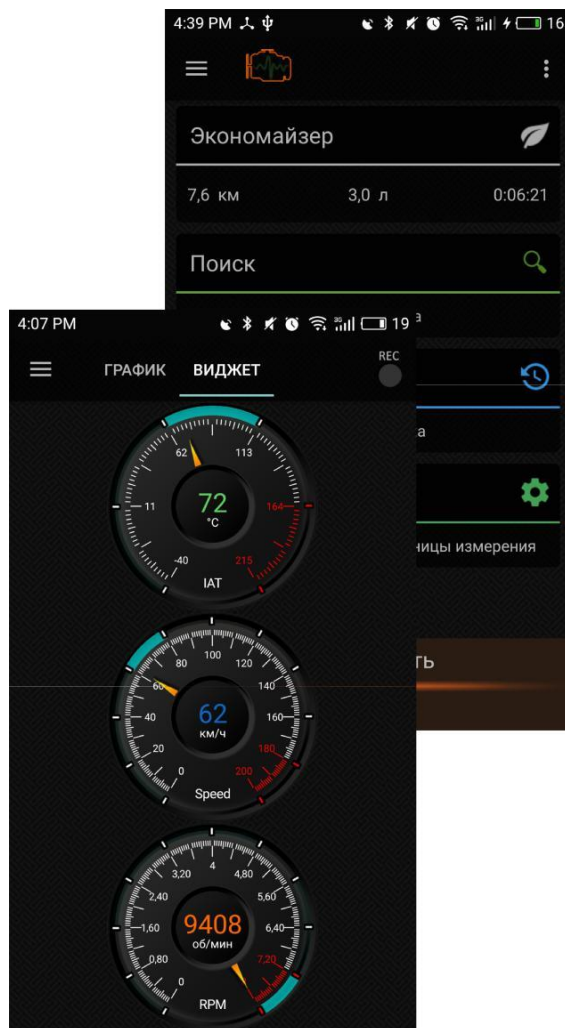 4:39 PM
3G
16
Экономайзер
7,6 км 3,0 л 0:06:21
Поиск
ницы измерения
ть
4:07 PM
3G
19
ГРАФИК ВИДЖЕТ
REC
62 113
11 164
-40 215
72
°C
IAT
80 100 120
60 140
40 160
20 180
0 200
62
км/ч
Speed
3,20 4 4,80
2,40 5,60
1,60 6,40
0,80 7,20
0
9408
об/мин
RPM